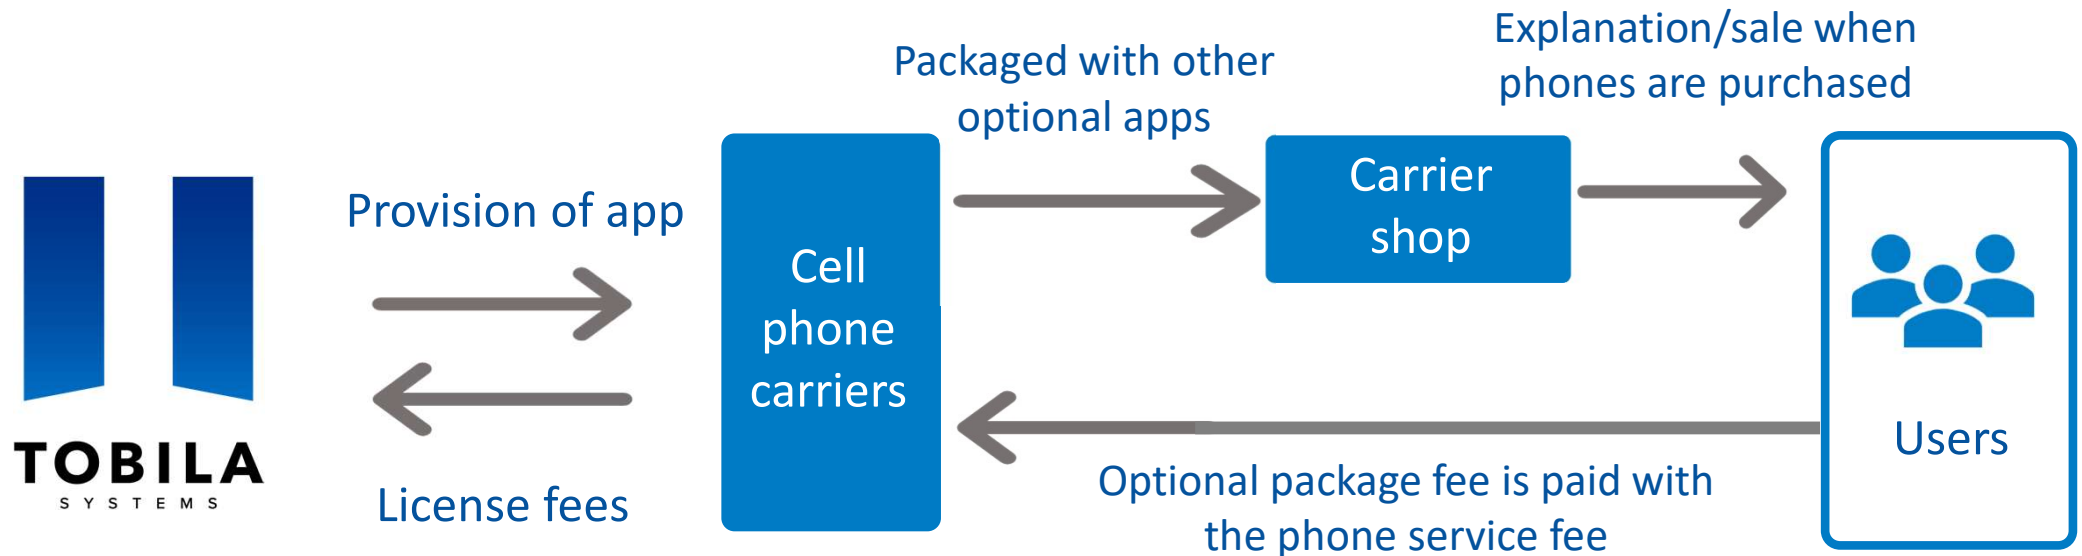 TOBILA
SYSTEMS
Provision of app
License fees
Cell
phone
carriers
Packaged with other
optional apps
Carrier
shop
Explanation/sale when
phones are purchased
Users
Optional package fee is paid with
the phone service fee